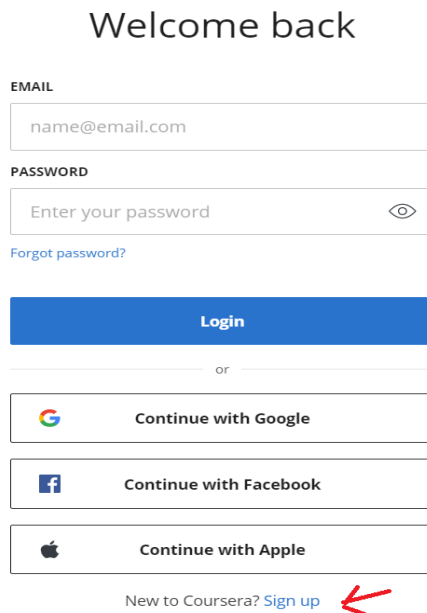 Welcome back
EMAIL
name@email.com
PASSWORD
Enter your password
Forgot password?
Login
or
Continue with Google
Continue with Facebook
Continue with Apple
New to Coursera? Sign up